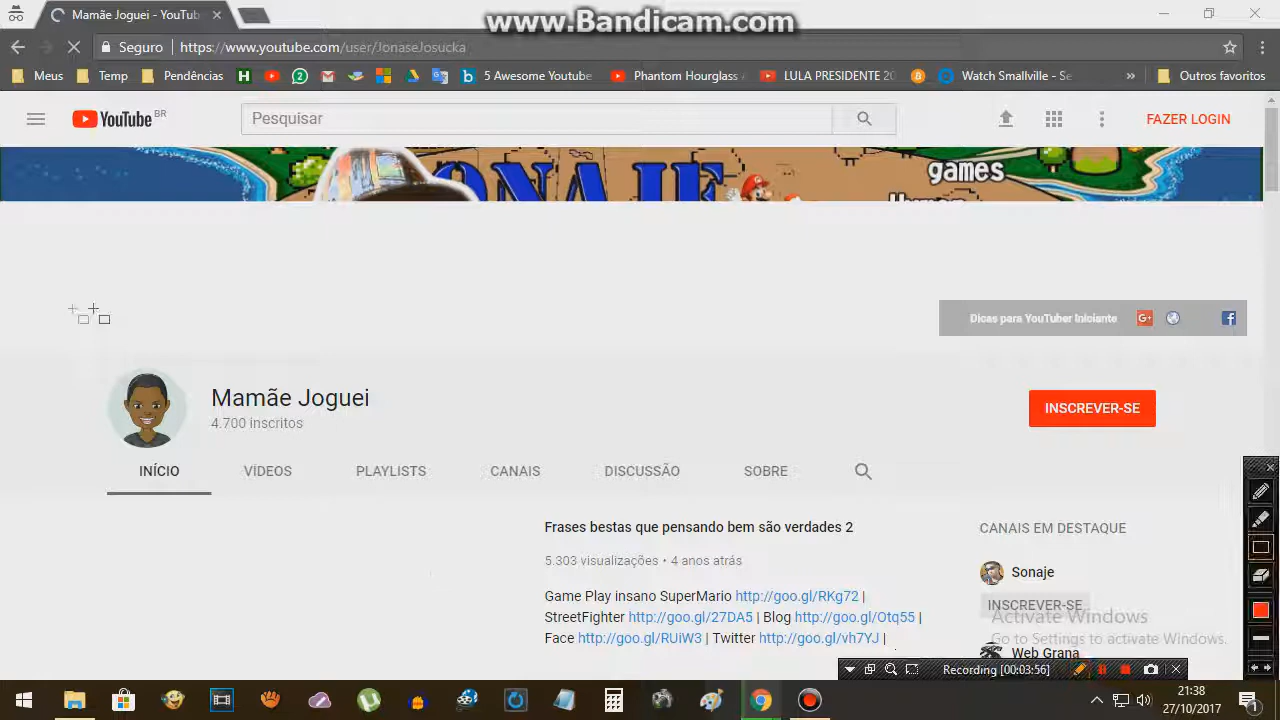 www.Bandicam.com
Mamãe Joguei - YouTub
Seguro https://www.youtube.com/user/JonaseJosucka
Meus Temp Pendências 5 Awesome Youtube Phantom Hourglass LULA PRESIDENTE 20 Watch Smallville - Se » Outros favoritos
YouTube BR Pesquisar FAZER LOGIN
ONAJE games
Dicas para YouTuber Iniciante
Mamãe Joguei
4.700 inscritos
INSCREVER-SE
INÍCIO VÍDEOS PLAYLISTS CANAIS DISCUSSÃO SOBRE
Frases bestas que pensando bem são verdades 2
5.303 visualizações • 4 anos atrás
Game Play insano SuperMario http://goo.gl/RKg72 |
StreetFighter http://goo.gl/27DA5 | Blog http://goo.gl/Otq55 |
Face http://goo.gl/RUiW3 | Twitter http://goo.gl/vh7YJ |
CANAIS EM DESTAQUE
Sonaje
INSCREVER-SE
Web Grana
Activate Windows
Go to Settings to activate Windows.
Recording [00:03:56]
21:38
27/10/2017